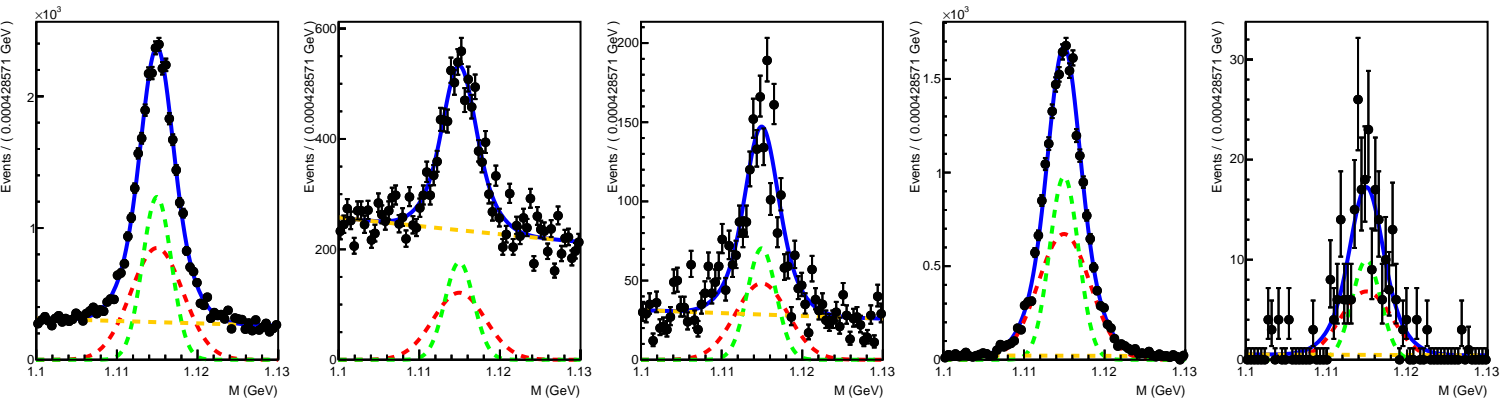 ×10³
Events / ( 0.000428571 GeV )
2
1
0
1.1 1.11 1.12 1.13
M (GeV)
Events / ( 0.000428571 GeV )
600
400
200
0
1.1 1.11 1.12 1.13
M (GeV)
Events / ( 0.000428571 GeV )
200
150
100
50
0
1.1 1.11 1.12 1.13
M (GeV)
×10³
Events / ( 0.000428571 GeV )
1.5
1
0.5
0
1.1 1.11 1.12 1.13
M (GeV)
Events / ( 0.000428571 GeV )
30
20
10
0
1.1 1.11 1.12 1.13
M (GeV)